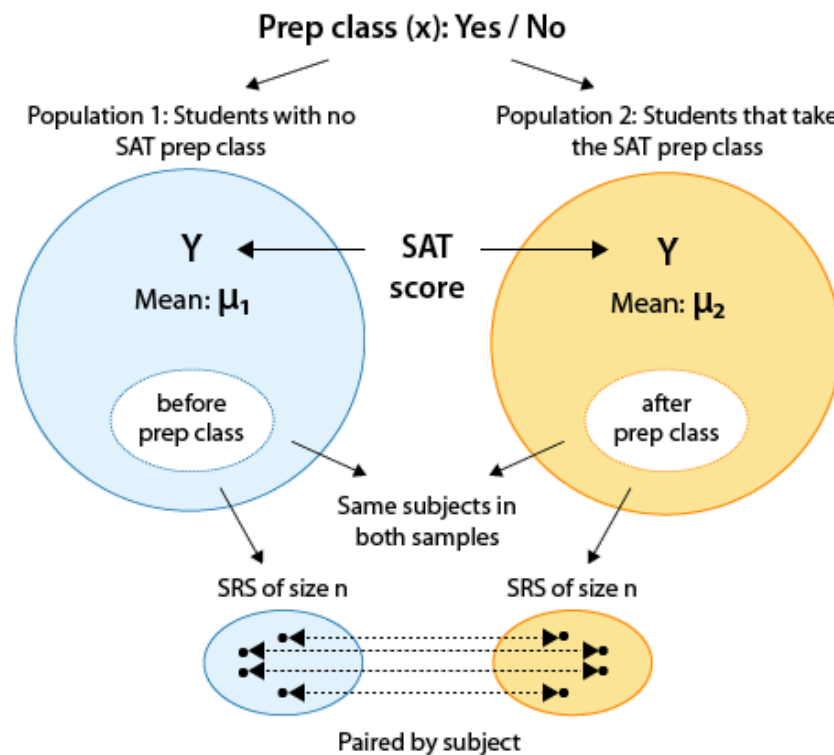 Prep class (x): Yes / No
Population 1: Students with no
SAT prep class
Population 2: Students that take
the SAT prep class
Y
SAT
score
Y
Mean: μ₁
Mean: μ₂
before
prep class
after
prep class
Same subjects in
both samples
SRS of size n
SRS of size n
Paired by subject